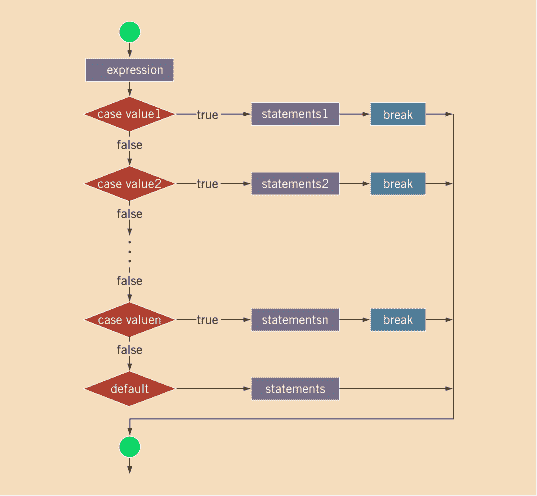 expression
case value1
true
statements1
break
false
case value2
true
statements2
break
false
false
case valuen
true
statementsn
break
false
default
statements